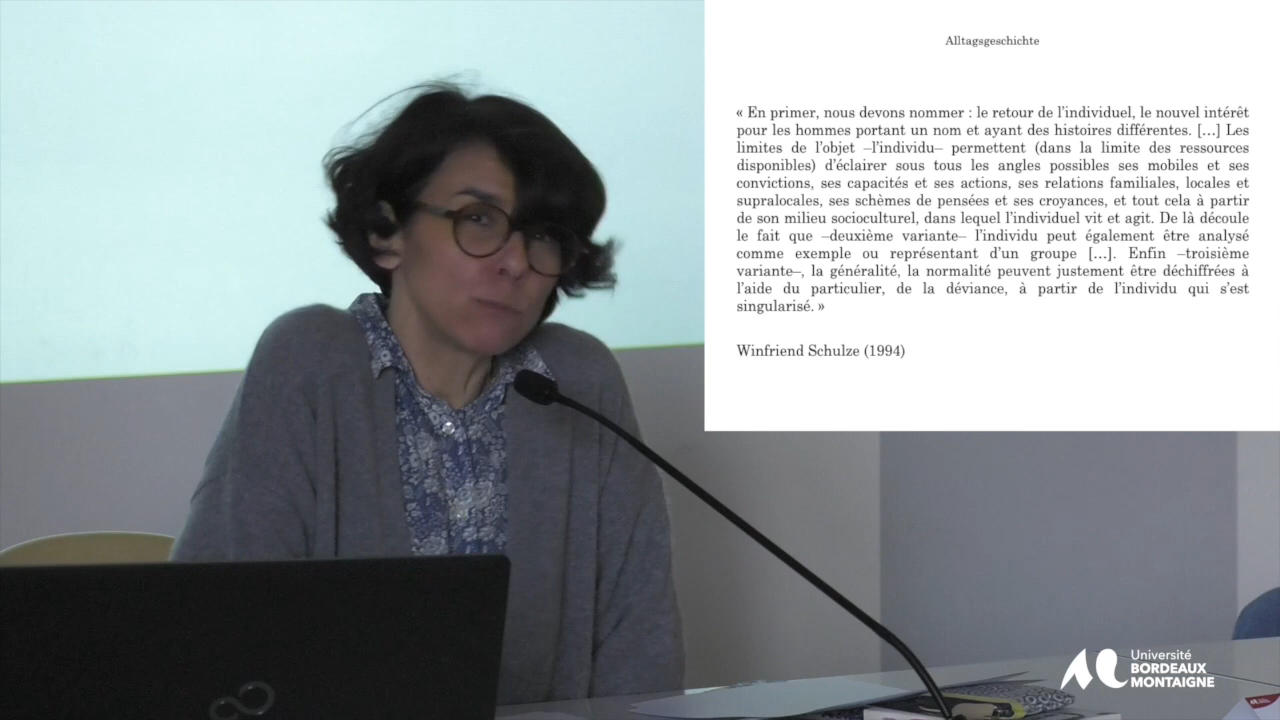 Alltagsgeschichte
« En primer, nous devons nommer : le retour de l'individuel, le nouvel intérêt
pour les hommes portant un nom et ayant des histoires différentes. […] Les
limites de l'objet –l'individu– permettent (dans la limite des ressources
disponibles) d'éclairer sous tous les angles possibles ses mobiles et ses
convictions, ses capacités et ses actions, ses relations familiales, locales et
supralocales, ses schèmes de pensées et ses croyances, et tout cela à partir
de son milieu socioculturel, dans lequel l'individuel vit et agit. De là découle
le fait que –deuxième variante– l'individu peut également être analysé
comme exemple ou représentant d'un groupe […]. Enfin –troisième
variante–, la généralité, la normalité peuvent justement être déchiffrées à
l'aide du particulier, de la déviance, à partir de l'individu qui s'est
singularisé. »
Winfriend Schulze (1994)
Université
BORDEAUX
MONTAIGNE